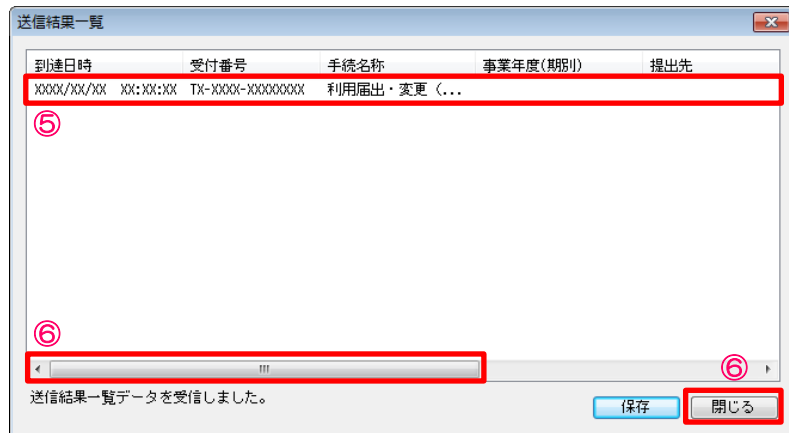 送信結果一覧
到達日時 受付番号 手続名称 事業年度(期別) 提出先
XXXX/XX/XX XX:XX:XX TX-XXXX-XXXXXXXX 利用届出・変更（...
⑤
⑥
⑥
送信結果一覧データを受信しました。
保存 閉じる